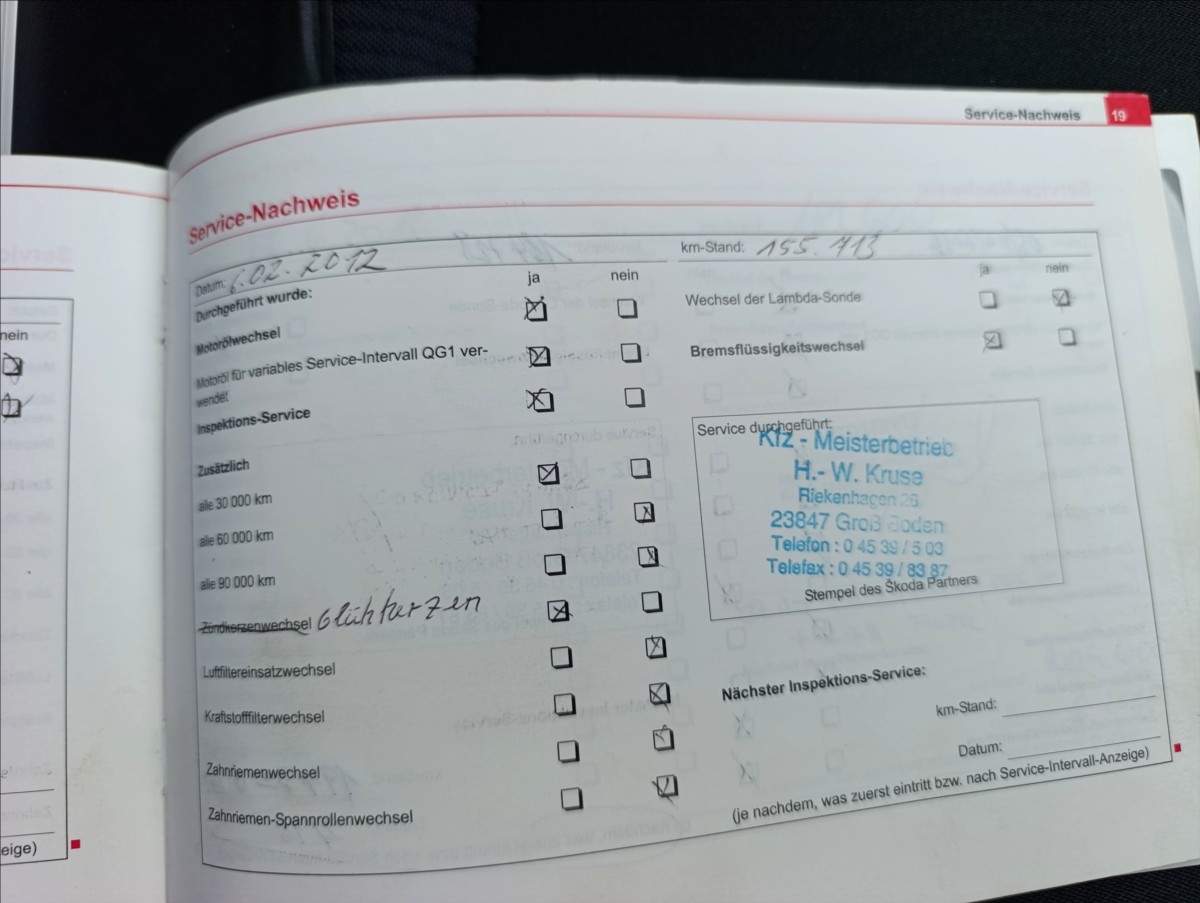 Service-Nachweis 19
Service-Nachweis
Datum: 6.02.2012
km-Stand: 155.713
ja nein
Durchgeführt wurde:
Motorölwechsel
Motoröl für variables Service-Intervall QG1 ver-
wendet
Inspektions-Service
Zusätzlich
alle 30 000 km
alle 60 000 km
alle 90 000 km
Zündkerzenwechsel Glühkerzen
Luftfiltereinsatzwechsel
Kraftstofffilterwechsel
Zahnriemenwechsel
Zahnriemen-Spannrollenwechsel
ja nein
Wechsel der Lambda-Sonde
Bremsflüssigkeitswechsel
Service durchgeführt:
Kfz - Meisterbetrieb
H.- W. Kruse
Riekenhagen 26
23847 Groß Boden
Telefon : 0 45 39 / 5 03
Telefax : 0 45 39 / 83 87
Stempel des Škoda Partners
Nächster Inspektions-Service:
km-Stand:
Datum:
(je nachdem, was zuerst eintritt bzw. nach Service-Intervall-Anzeige)
nein
eige)